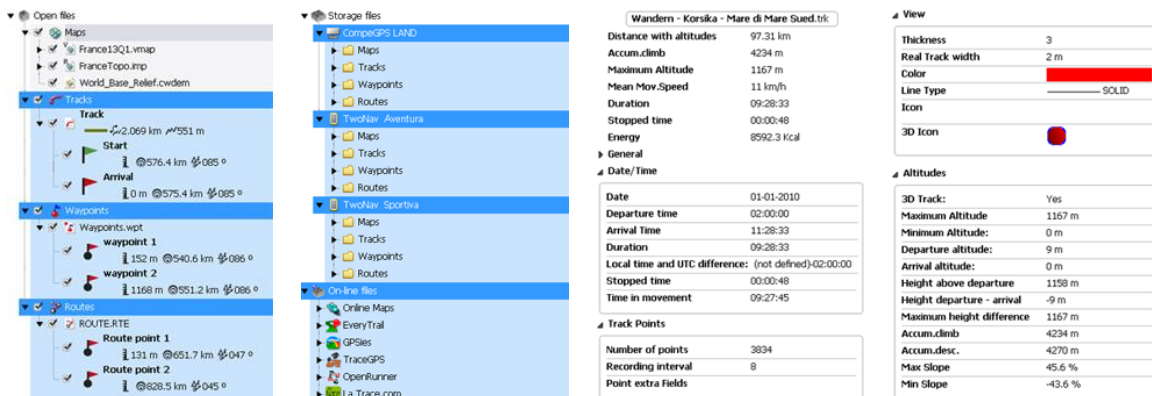 Open files
Maps
France13Q1.vmap
FranceTopo.imp
World_Base_Relief.cwdem
Tracks
Track
2.069 km 551 m
Start
576.4 km 085 º
Arrival
0 m 575.4 km 085 º
Waypoints
Waypoints.wpt
waypoint 1
152 m 540.6 km 086 º
waypoint 2
1168 m 551.2 km 086 º
Routes
ROUTE.RTE
Route point 1
131 m 651.7 km 047 º
Route point 2
828.5 km 045 º
Storage files
CompeGPS LAND
Maps
Tracks
Waypoints
Routes
TwoNav Aventura
Maps
Tracks
Waypoints
Routes
TwoNav Sportiva
Maps
Tracks
Waypoints
Routes
On-line files
Online Maps
EveryTrail
GPSies
TraceGPS
OpenRunner
La Trace.com
Wandern - Korsika - Mare di Mare Sued.trk
Distance with altitudes 97.31 km
Accum.climb 4234 m
Maximum Altitude 1167 m
Mean Mov.Speed 11 km/h
Duration 09:28:33
Stopped time 00:00:48
Energy 8592.3 Kcal
General
Date/Time
Date 01-01-2010
Departure time 02:00:00
Arrival Time 11:28:33
Duration 09:28:33
Local time and UTC difference: (not defined)-02:00:00
Stopped time 00:00:48
Time in movement 09:27:45
Track Points
Number of points 3834
Recording interval 8
Point extra Fields
View
Thickness 3
Real Track width 2 m
Color
Line Type SOLID
Icon
3D Icon
Altitudes
3D Track: Yes
Maximum Altitude 1167 m
Minimum Altitude: 0 m
Departure altitude: 9 m
Arrival altitude: 0 m
Height above departure 1158 m
Height departure - arrival -9 m
Maximum height difference 1167 m
Accum.climb 4234 m
Accum.desc. 4270 m
Max Slope 45.6 %
Min Slope -43.6 %